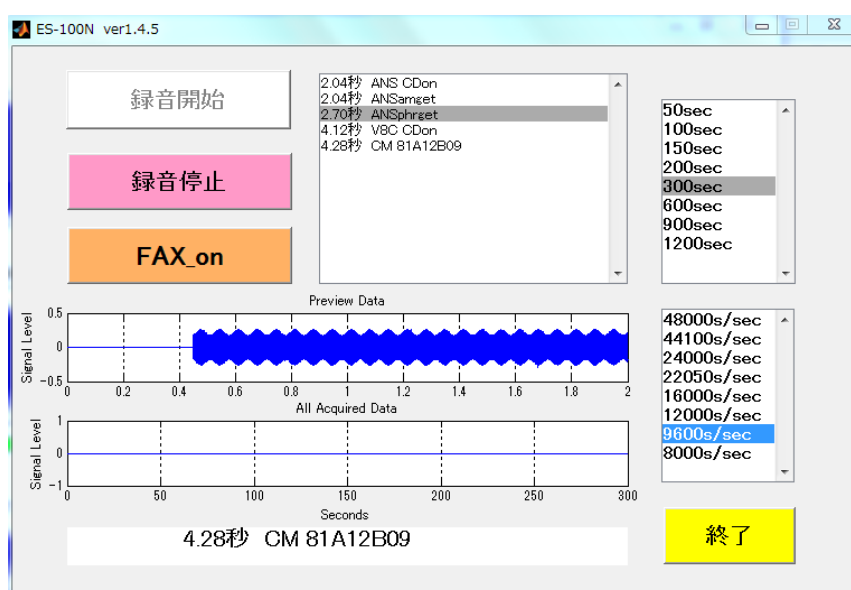 ES-100N ver1.4.5
録音開始
録音停止
FAX_on
2.04秒 ANS CDon
2.04秒 ANSamget
2.70秒 ANSphrget
4.12秒 V8C CDon
4.28秒 CM 81A12B09
50sec
100sec
150sec
200sec
300sec
600sec
900sec
1200sec
Preview Data
Signal Level
0.5
0
-0.5
0 0.2 0.4 0.6 0.8 1 1.2 1.4 1.6 1.8 2
All Acquired Data
Signal Level
1
0
-1
0 50 100 150 200 250 300
Seconds
48000s/sec
44100s/sec
24000s/sec
22050s/sec
16000s/sec
12000s/sec
9600s/sec
8000s/sec
4.28秒 CM 81A12B09
終了